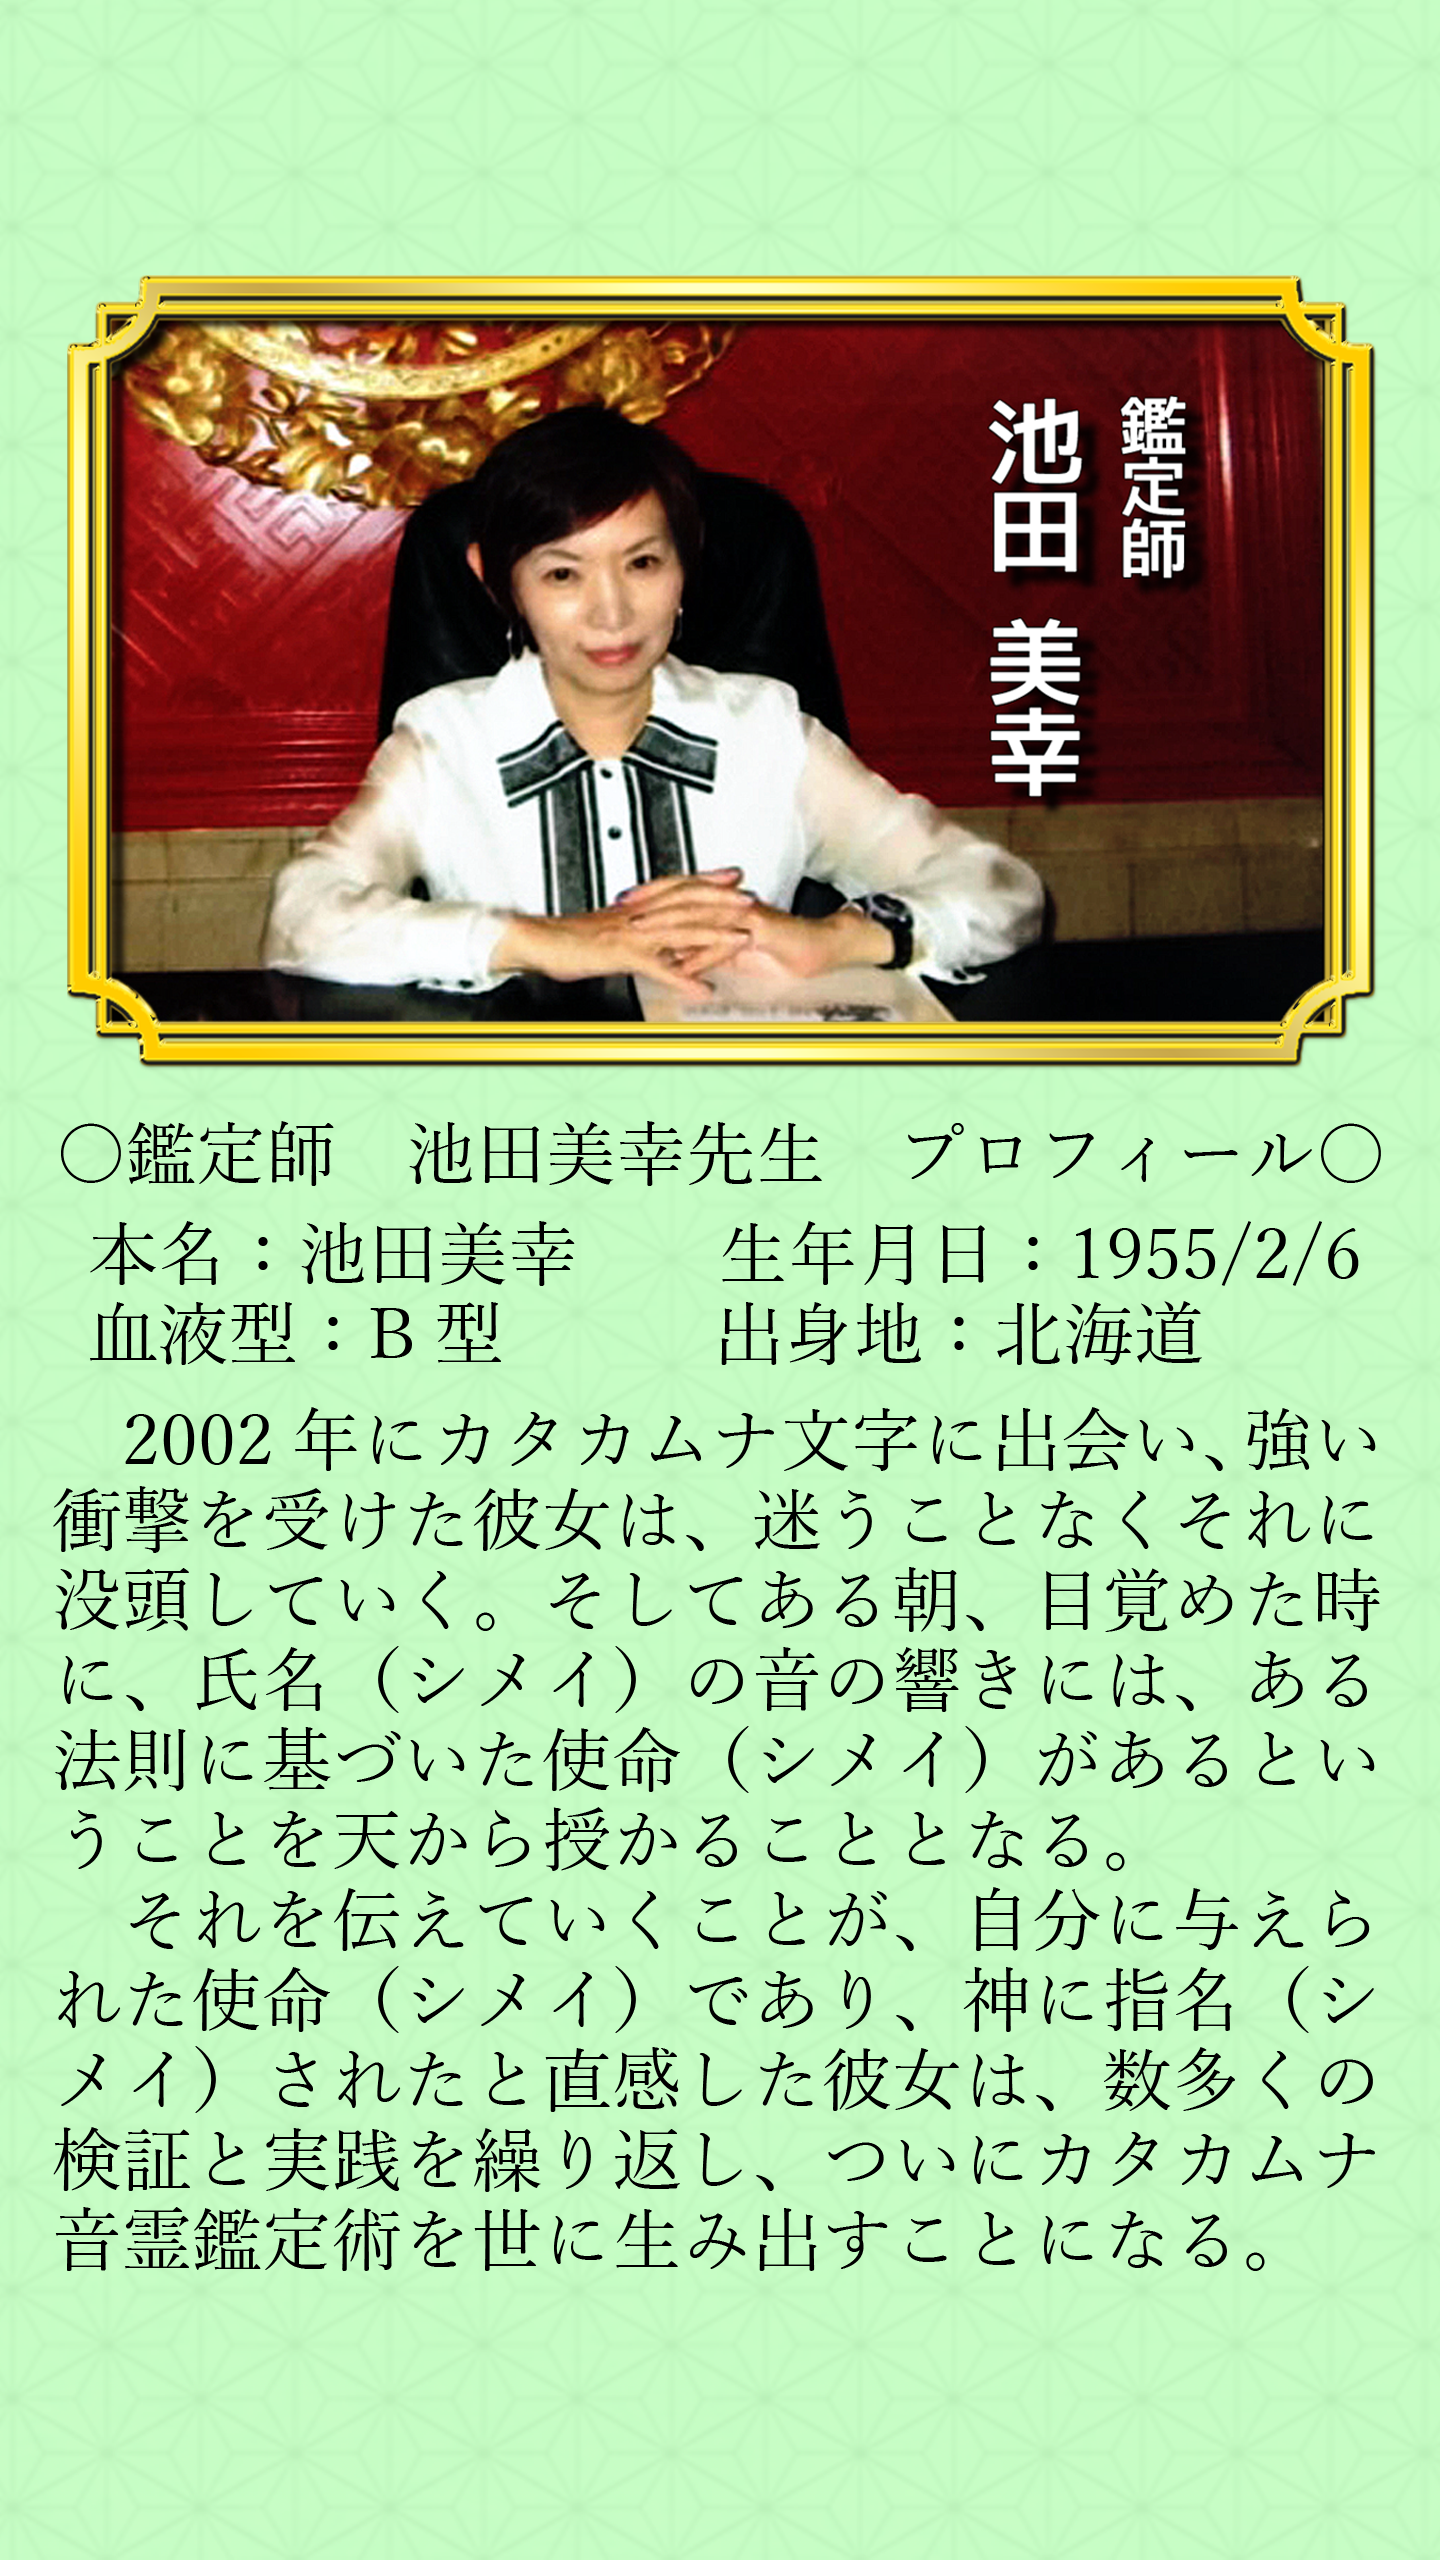 鑑定師
池田 美幸
〇鑑定師　池田美幸先生　プロフィール〇
本名：池田美幸　　生年月日：1955/2/6
血液型：B 型　　　出身地：北海道
　2002 年にカタカムナ文字に出会い、強い
衝撃を受けた彼女は、迷うことなくそれに
没頭していく。そしてある朝、目覚めた時
に、氏名（シメイ）の音の響きには、ある
法則に基づいた使命（シメイ）があるとい
うことを天から授かることとなる。
　それを伝えていくことが、自分に与えら
れた使命（シメイ）であり、神に指名（シ
メイ）されたと直感した彼女は、数多くの
検証と実践を繰り返し、ついにカタカムナ
音霊鑑定術を世に生み出すことになる。